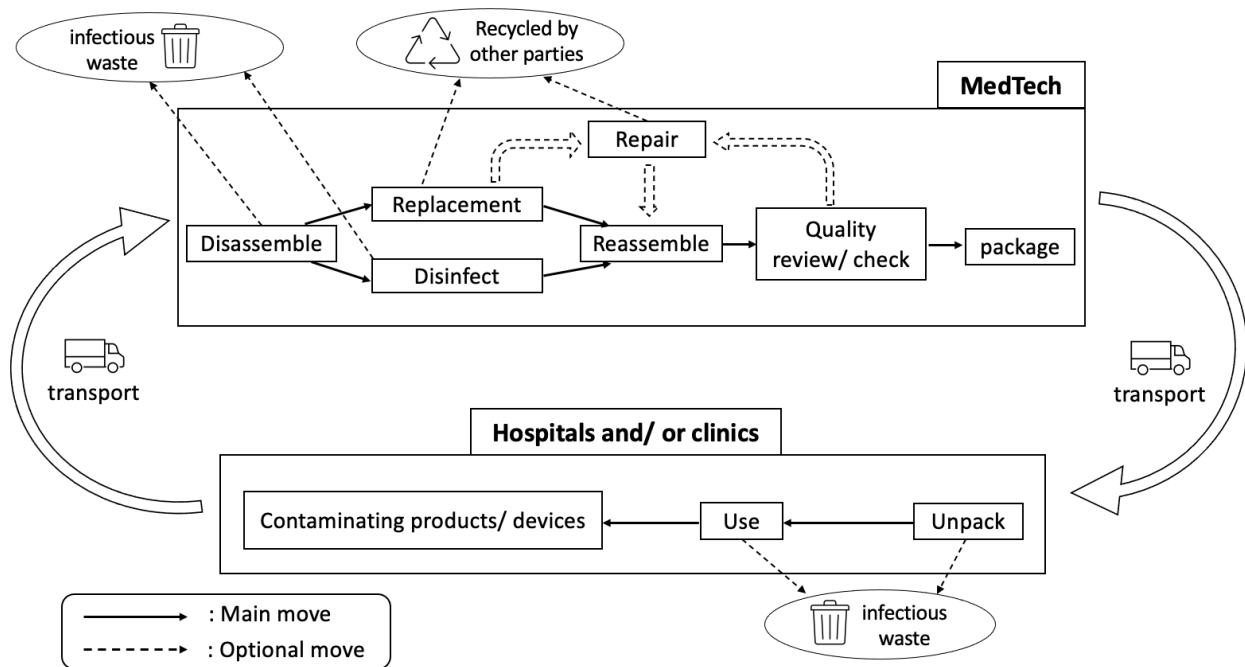 infectious
waste
Recycled by
other parties
MedTech
Repair
Replacement
Disassemble
Reassemble
Quality
review/ check
package
Disinfect
transport
transport
Hospitals and/ or clinics
Contaminating products/ devices
Use
Unpack
infectious
waste
: Main move
: Optional move